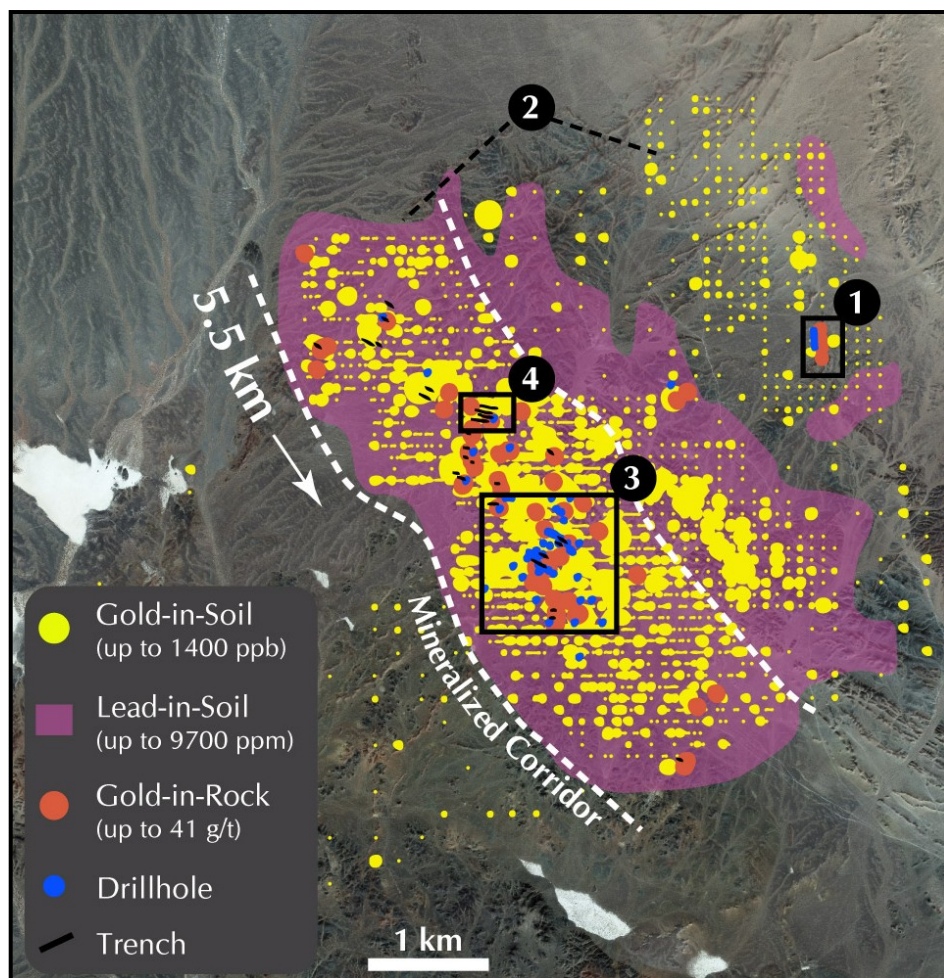 2
1
5.5 km
4
3
Mineralized Corridor
Gold-in-Soil
(up to 1400 ppb)
Lead-in-Soil
(up to 9700 ppm)
Gold-in-Rock
(up to 41 g/t)
Drillhole
Trench
1 km